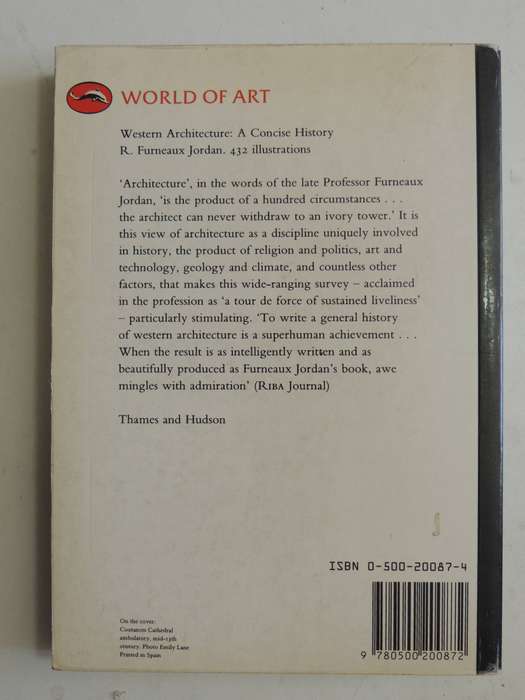 WORLD OF ART
Western Architecture: A Concise History
R. Furneaux Jordan. 432 illustrations
‘Architecture’, in the words of the late Professor Furneaux
Jordan, ‘is the product of a hundred circumstances . . .
the architect can never withdraw to an ivory tower.’ It is
this view of architecture as a discipline uniquely involved
in history, the product of religion and politics, art and
technology, geology and climate, and countless other
factors, that makes this wide-ranging survey – acclaimed
in the profession as ‘a tour de force of sustained liveliness’
– particularly stimulating. ‘To write a general history
of western architecture is a superhuman achievement . . .
When the result is as intelligently written and as
beautifully produced as Furneaux Jordan’s book, awe
mingles with admiration’ (RIBA Journal)
Thames and Hudson
ISBN 0-500-20087-4
On the cover:
Coutances Cathedral
ambulatory, mid-13th
century. Photo Emily Lane
Printed in Spain
9 780500 200872